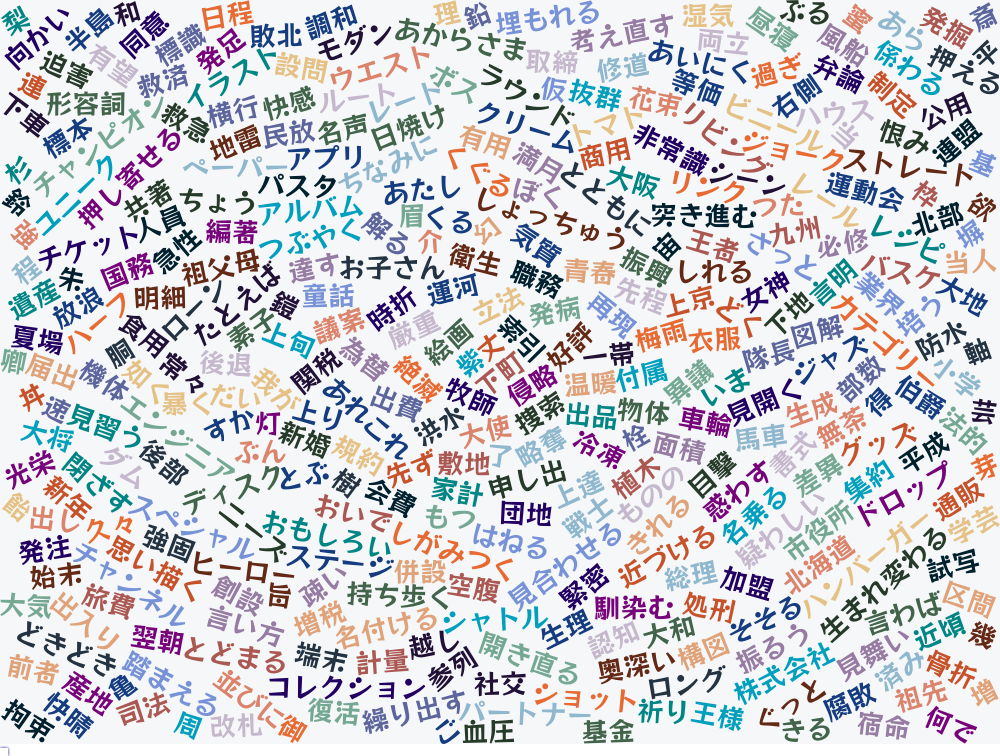 梨
向かい
半島
和
同意
標識
日程
発足
敗北
調和
モダン
あからさま
理
鉛
埋もれる
考え直す
湿気
昼寝
ぶる
蜜
あら
発掘
斎
迫害
有望
救済
イラスト
設問
ウエスト
ボス
ラウンド
取締
修道
あいにく
両立
過ぎ
風船
弁論
係わる
押える
連
下車
形容詞
標本
チャンピオン
救急
横行
快感
ルート
レード
仮
抜群
等価
花束
リビング
ビニール
右側
ハウス
制定
公用
当
恨み
連盟
基
杉
ユニーク
押し寄せる
地雷
民放
名声
日焼け
クリーム
トマト
商用
非常識
シーン
ジョーク
ストレート
ペーパー
アプリ
ちなみに
有用
満月
くぐる
ぼく
とともに
大阪
リンク
つた
レール
運動会
枠
欲
強
共著
ちょう
パスタ
あたし
しょっちゅう
突き進む
九州
北部
レシピ
チケット
人員
編著
アルバム
解る
眉
くる
介
気質
宙
王者
さっと
必修
バスケ
当人
程
朱
急性
つぶやく
衛生
職務
青春
振興
しれる
遺産
放浪
国務
祖父母
達す
お子さん
運河
立法
発病
再現
先程
上京
女神
下地
言明
業界
培う
大地
ハーフ
明細
ローン
たとえば
鎧
童話
時折
厳重
絵画
索引
好評
梅雨
衣服
カテゴリー
防水
軸
夏場
食用
素子
上旬
議案
為替
紫
丈
下町
一帯
隊長
図解
ジャズ
卿
届出
機体
胴
常々
後退
関税
絶滅
牧師
侵略
温暖
付属
異議
いま
小学
丼
如く
暴く
だい
我が
あれこれ
出費
捜索
出品
物体
車輪
見開く
生成
部数
得
伯爵
芸
速
見習う
エンジニア
すか
灯
上り
洪水
大使
了
略奪
冷凍
栓
面積
馬車
書式
無茶
グッズ
法的
大将
ダム
後部
ぶん
新婚
規約
先ず
敷地
申し出
上達
植木
ものの
目撃
惑わす
差異
集約
平成
光栄
閉ざす
ディスク
とぶ
樹
会費
家計
団地
戦士
きれる
名乗る
疑わしい
市役所
ドロップ
通販
芽
飴
新年
出し
スペシャル
ディーズ
おいで
もつ
はねる
見合わせる
近づける
北海道
ハンバーガー
学芸
発注
チャンネル
思い描く
強固
ヒーロー
おもしろい
ステージ
しがみつく
併設
空腹
緊密
総理
加盟
生まれ変わる
試写
始末
旅費
創設
旨
疎い
持ち歩く
シャトル
馴染む
処刑
そそる
言わば
区間
大気
出入り
言い方
増税
名付ける
越し
開き直る
生理
認知
大和
構図
振るう
見舞い
近頃
幾
どきどき
翌朝
とどまる
端末
計量
参列
社交
奥深い
ロング
株式会社
済み
骨折
前者
産地
亀
踏まえる
並びに
コレクション
ショット
祈り
王様
ぐっと
腐敗
祖先
増
拘束
快晴
司法
周
改札
御
復活
繰り出す
パートナー
ご
血圧
基金
きる
宿命
何で